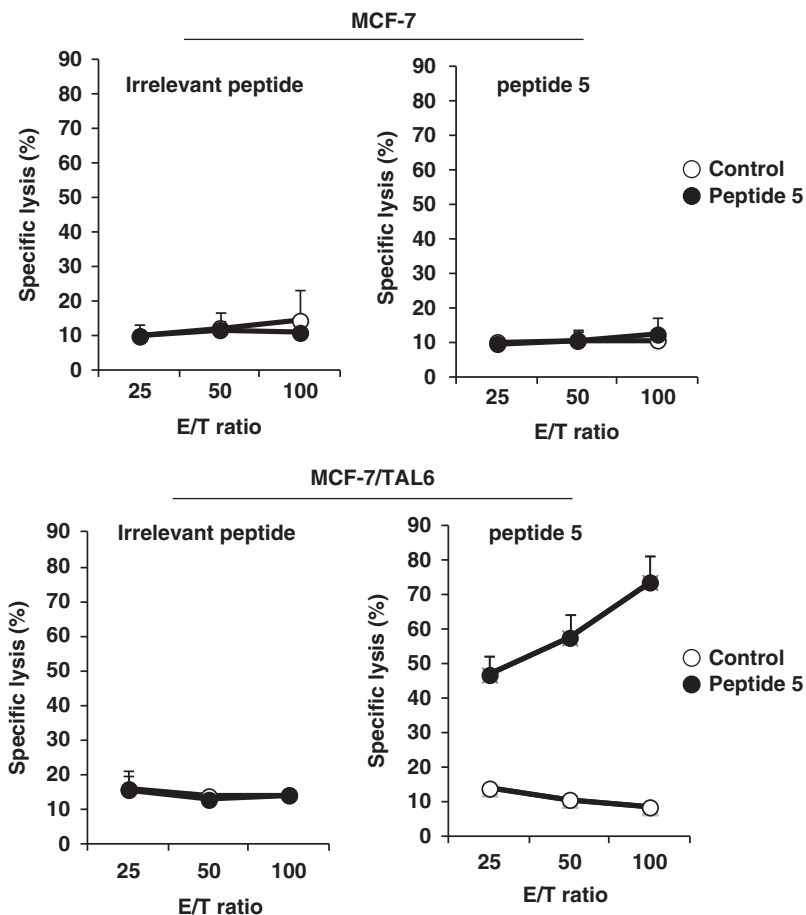 MCF-7
Irrelevant peptide
Specific lysis (%)
90
80
70
60
50
40
30
20
10
0
25 50 100
E/T ratio
peptide 5
Specific lysis (%)
90
80
70
60
50
40
30
20
10
0
25 50 100
E/T ratio
Control
Peptide 5
MCF-7/TAL6
Irrelevant peptide
Specific lysis (%)
90
80
70
60
50
40
30
20
10
0
25 50 100
E/T ratio
peptide 5
Specific lysis (%)
90
80
70
60
50
40
30
20
10
0
25 50 100
E/T ratio
Control
Peptide 5